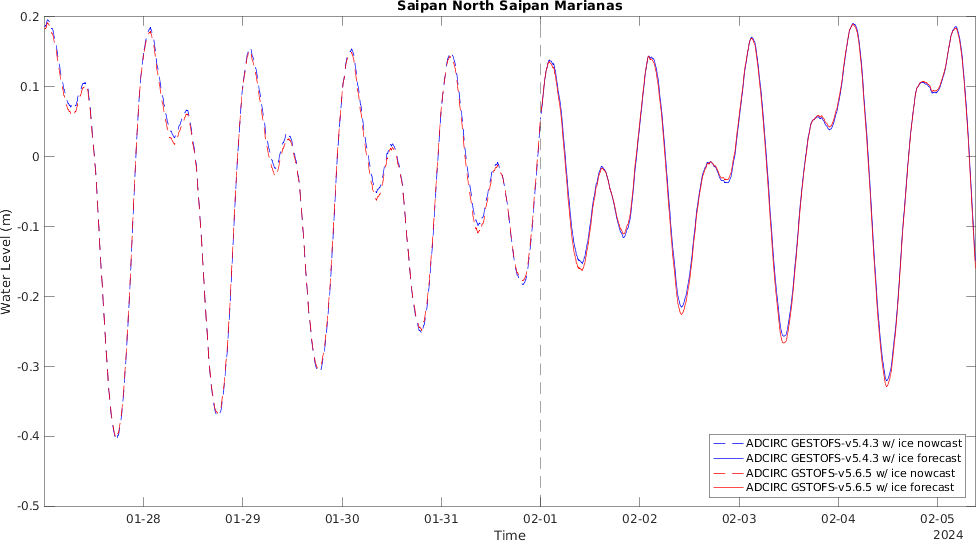 Saipan North Saipan Marianas
0.2
0.1
0
-0.1
-0.2
-0.3
-0.4
-0.5
Water Level (m)
ADCIRC GESTOFS-v5.4.3 w/ ice nowcast
ADCIRC GESTOFS-v5.4.3 w/ ice forecast
ADCIRC GSTOFS-v5.6.5 w/ ice nowcast
ADCIRC GSTOFS-v5.6.5 w/ ice forecast
01-28 01-29 01-30 01-31 02-01 02-02 02-03 02-04 02-05
Time
2024